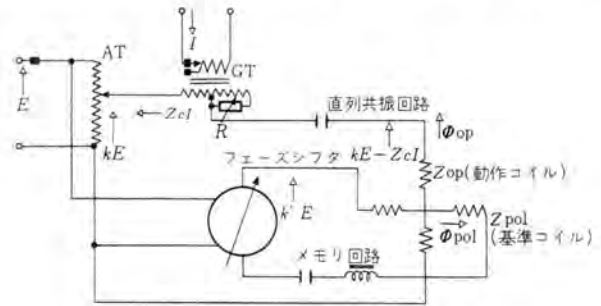 I
AT
GT
E
ZcI
R
直列共振回路
Φop
kE
フェーズシフタ
kE−ZcI
Zop(動作コイル)
k' E
Zpol
Φpol
(基準コイル)
メモリ回路